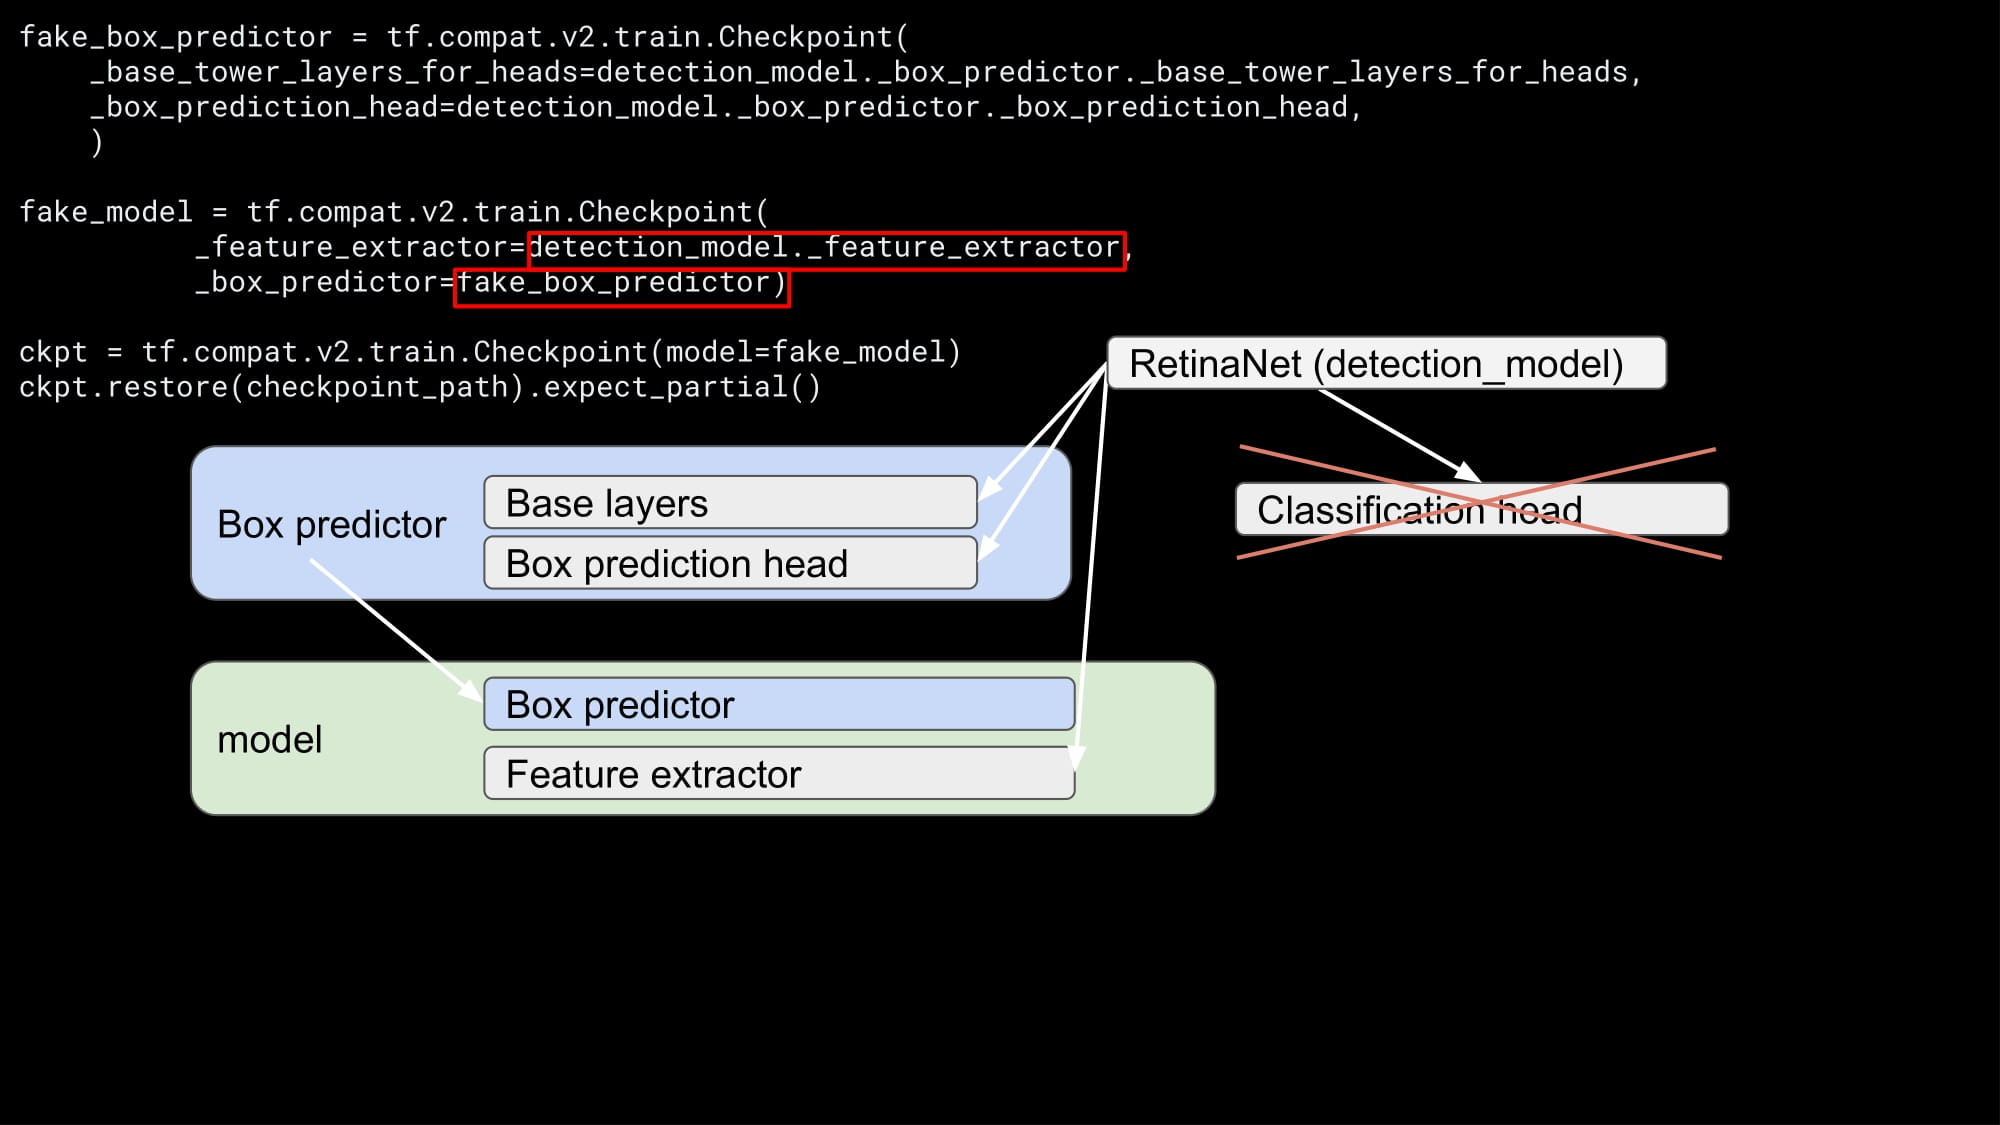 fake_box_predictor = tf.compat.v2.train.Checkpoint(
    _base_tower_layers_for_heads=detection_model._box_predictor._base_tower_layers_for_heads,
    _box_prediction_head=detection_model._box_predictor._box_prediction_head,
    )
fake_model = tf.compat.v2.train.Checkpoint(
          _feature_extractor=detection_model._feature_extractor,
          _box_predictor=fake_box_predictor)
ckpt = tf.compat.v2.train.Checkpoint(model=fake_model)
ckpt.restore(checkpoint_path).expect_partial()
RetinaNet (detection_model)
Classification head
Box predictor
Base layers
Box prediction head
model
Box predictor
Feature extractor